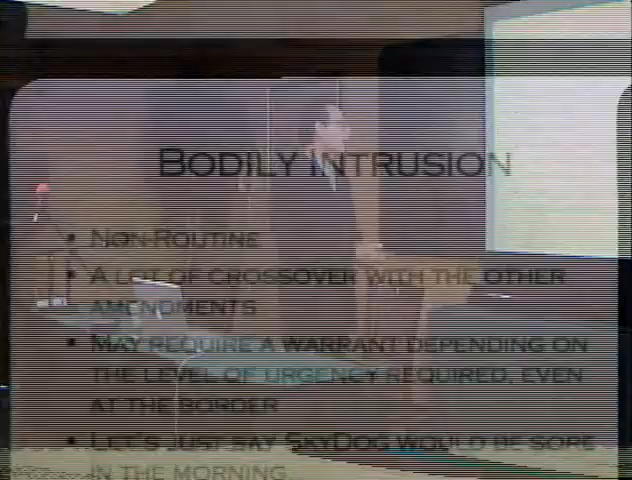 BODILY INTRUSION
• NON-ROUTINE
• A LOT OF CROSSOVER WITH THE OTHER
AMENDMENTS
• MAY REQUIRE A WARRANT DEPENDING ON
THE LEVEL OF URGENCY REQUIRED, EVEN
AT THE BORDER
• LET'S JUST SAY SKYDOG WOULD BE SORE
IN THE MORNING